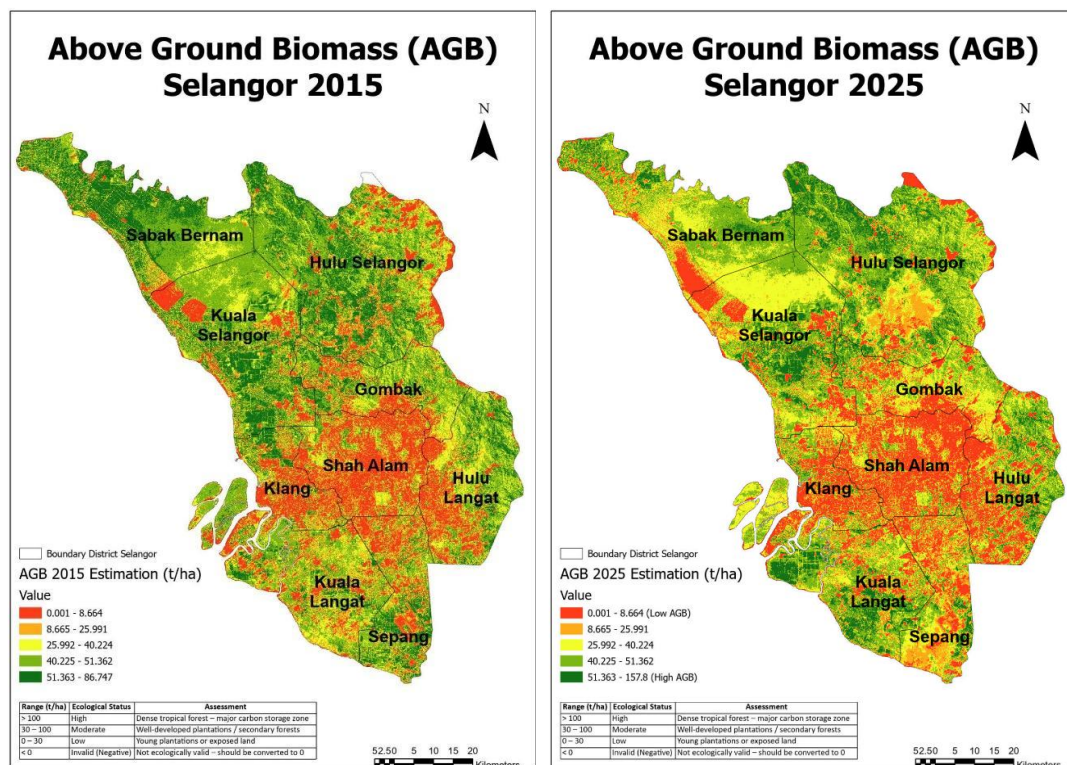 Above Ground Biomass (AGB)
Selangor 2015
N
Sabak Bernam
Hulu Selangor
Kuala
Selangor
Gombak
Shah Alam
Klang
Hulu
Langat
Kuala
Langat
Sepang
Boundary District Selangor
AGB 2015 Estimation (t/ha)
Value
0.001 - 8.664
8.665 - 25.991
25.992 - 40.224
40.225 - 51.362
51.363 - 86.747
Range (t/ha) Ecological Status Assessment
> 100 High Dense tropical forest – major carbon storage zone
30 – 100 Moderate Well-developed plantations / secondary forests
0 – 30 Low Young plantations or exposed land
< 0 Invalid (Negative) Not ecologically valid – should be converted to 0
52.50 5 10 15 20
Kilometers
Above Ground Biomass (AGB)
Selangor 2025
N
Sabak Bernam
Hulu Selangor
Kuala
Selangor
Gombak
Shah Alam
Klang
Hulu
Langat
Kuala
Langat
Sepang
Boundary District Selangor
AGB 2025 Estimation (t/ha)
Value
0.001 - 8.664 (Low AGB)
8.665 - 25.991
25.992 - 40.224
40.225 - 51.362
51.363 - 157.8 (High AGB)
Range (t/ha) Ecological Status Assessment
> 100 High Dense tropical forest – major carbon storage zone
30 – 100 Moderate Well-developed plantations / secondary forests
0 – 30 Low Young plantations or exposed land
< 0 Invalid (Negative) Not ecologically valid – should be converted to 0
52.50 5 10 15 20
Kilometers